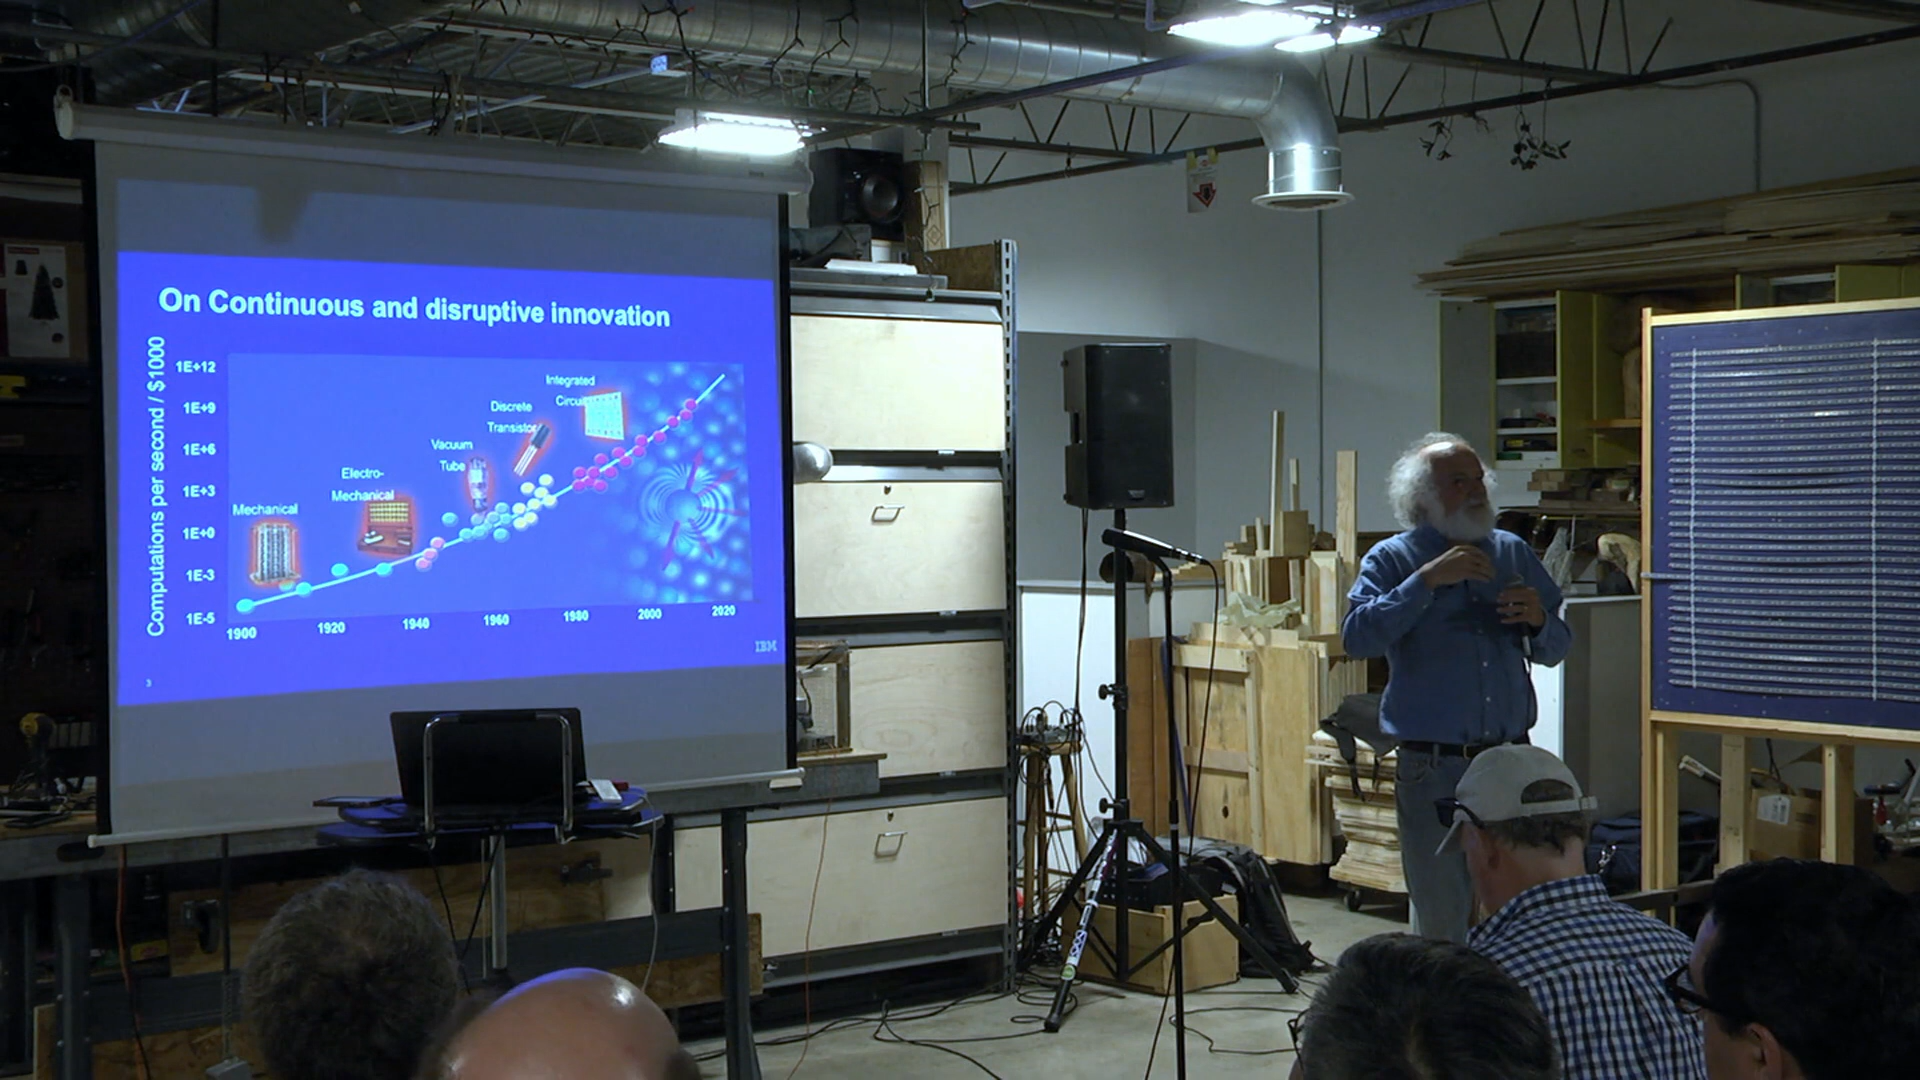 On Continuous and disruptive innovation
Computations per second / $1000
1E+12
1E+9
1E+6
1E+3
1E+0
1E-3
1E-5
1900
1920
1940
1960
1980
2000
2020
Mechanical
Electro-
Mechanical
Vacuum
Tube
Discrete
Transistor
Integrated
IBM
3